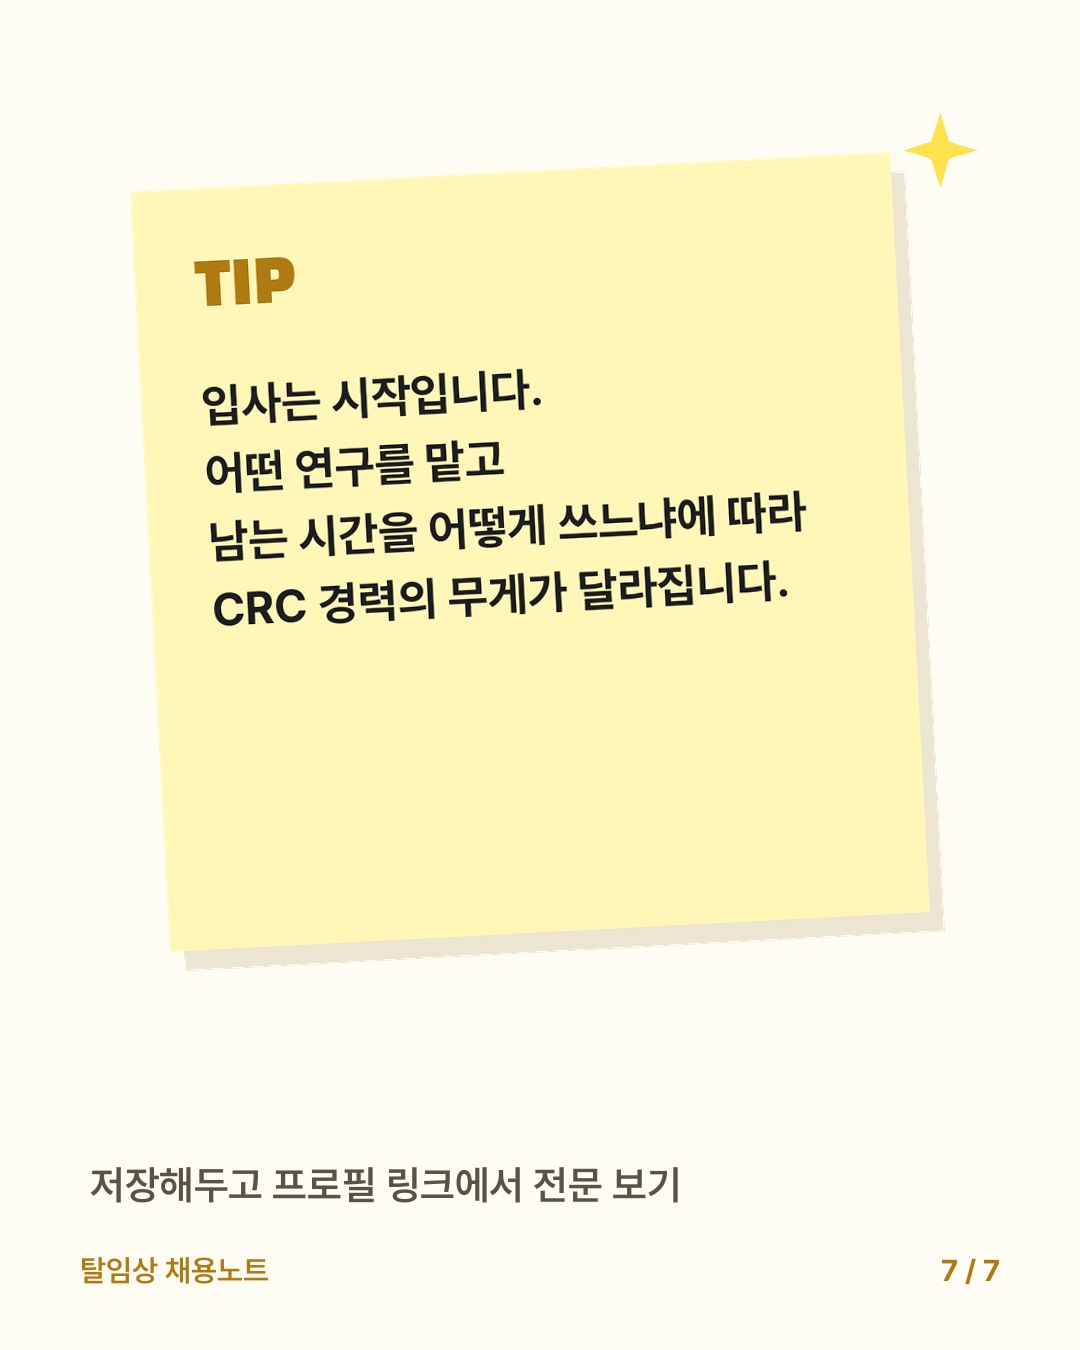 TIP
입사는 시작입니다.
어떤 연구를 맡고
남는 시간을 어떻게 쓰느냐에 따라
CRC 경력의 무게가 달라집니다.
저장해두고 프로필 링크에서 전문 보기
탈임상 채용노트
7 / 7